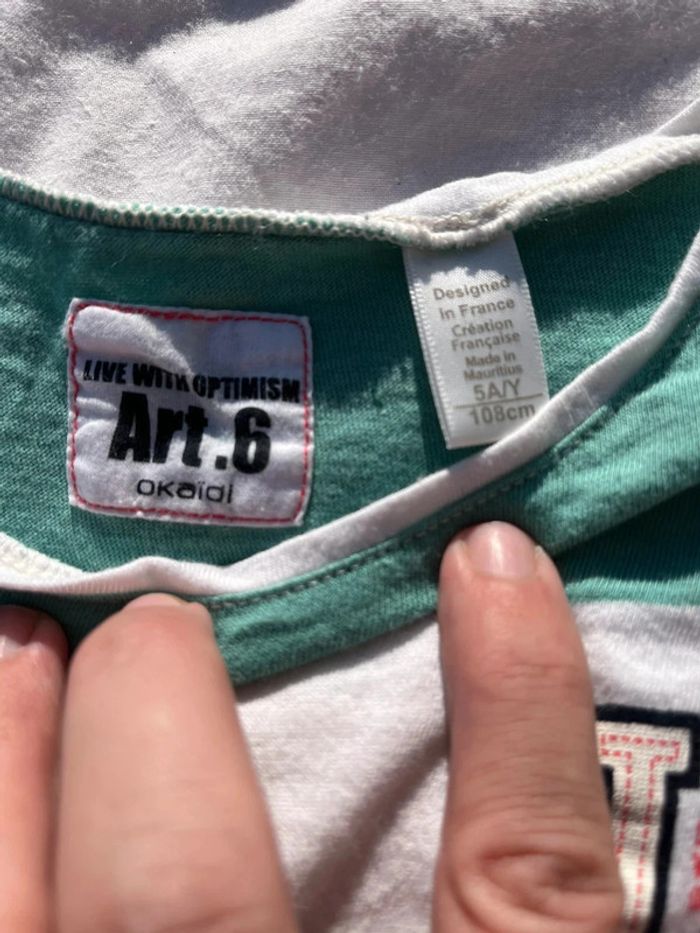 LIVE WITH OPTIMISM
Art.6
oKaïdi
Designed
In France
Création
Française
Made in
Mauritius
5A/Y
108cm
T